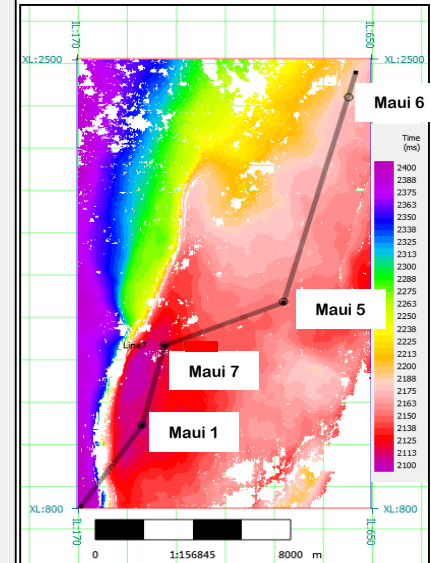 IL:170
IL:650
XL:2500
XL:2500
Maui 6
Time
(ms)
2400
2388
2375
2363
2350
2338
2325
2313
2300
2288
2275
2263
2250
2238
2225
2213
2200
2188
2175
2163
2150
2138
2125
2113
2100
Maui 5
Line7
Maui 7
Maui 1
XL:800
XL:800
IL:170
IL:650
0 1:156845 8000 m